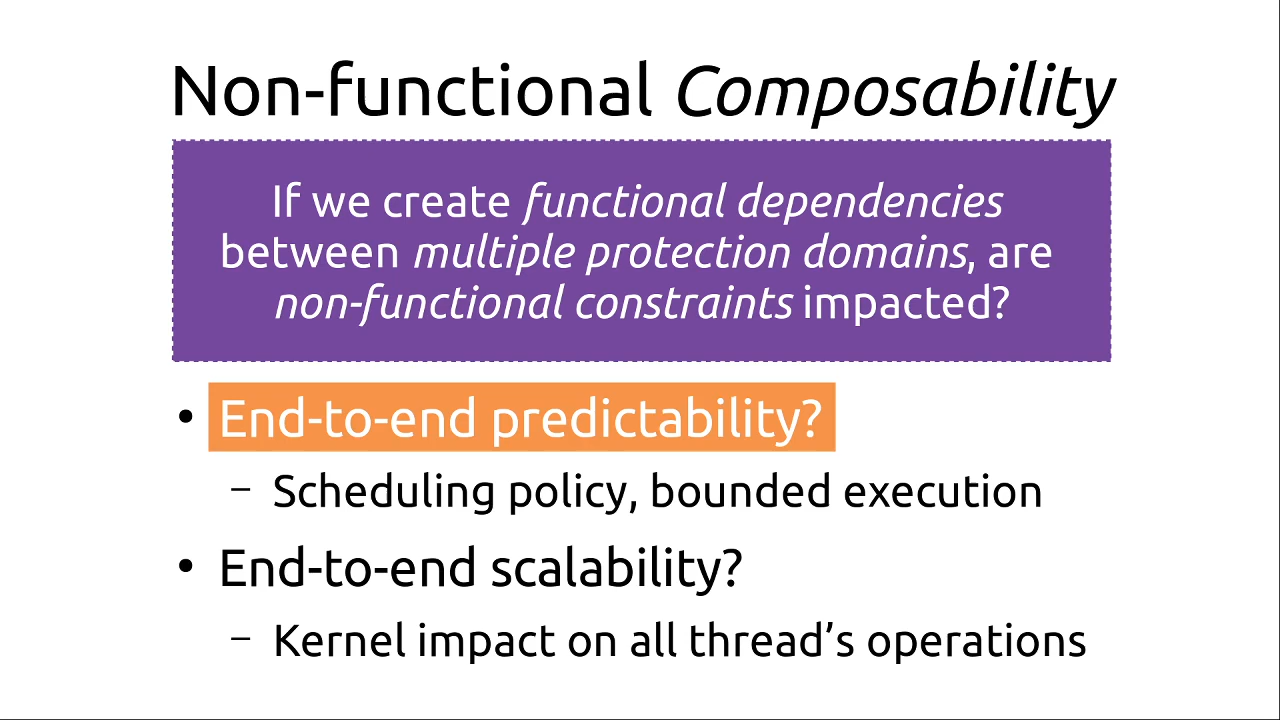 Non-functional Composability
If we create functional dependencies
between multiple protection domains, are
non-functional constraints impacted?
• End-to-end predictability?
– Scheduling policy, bounded execution
• End-to-end scalability?
– Kernel impact on all thread’s operations